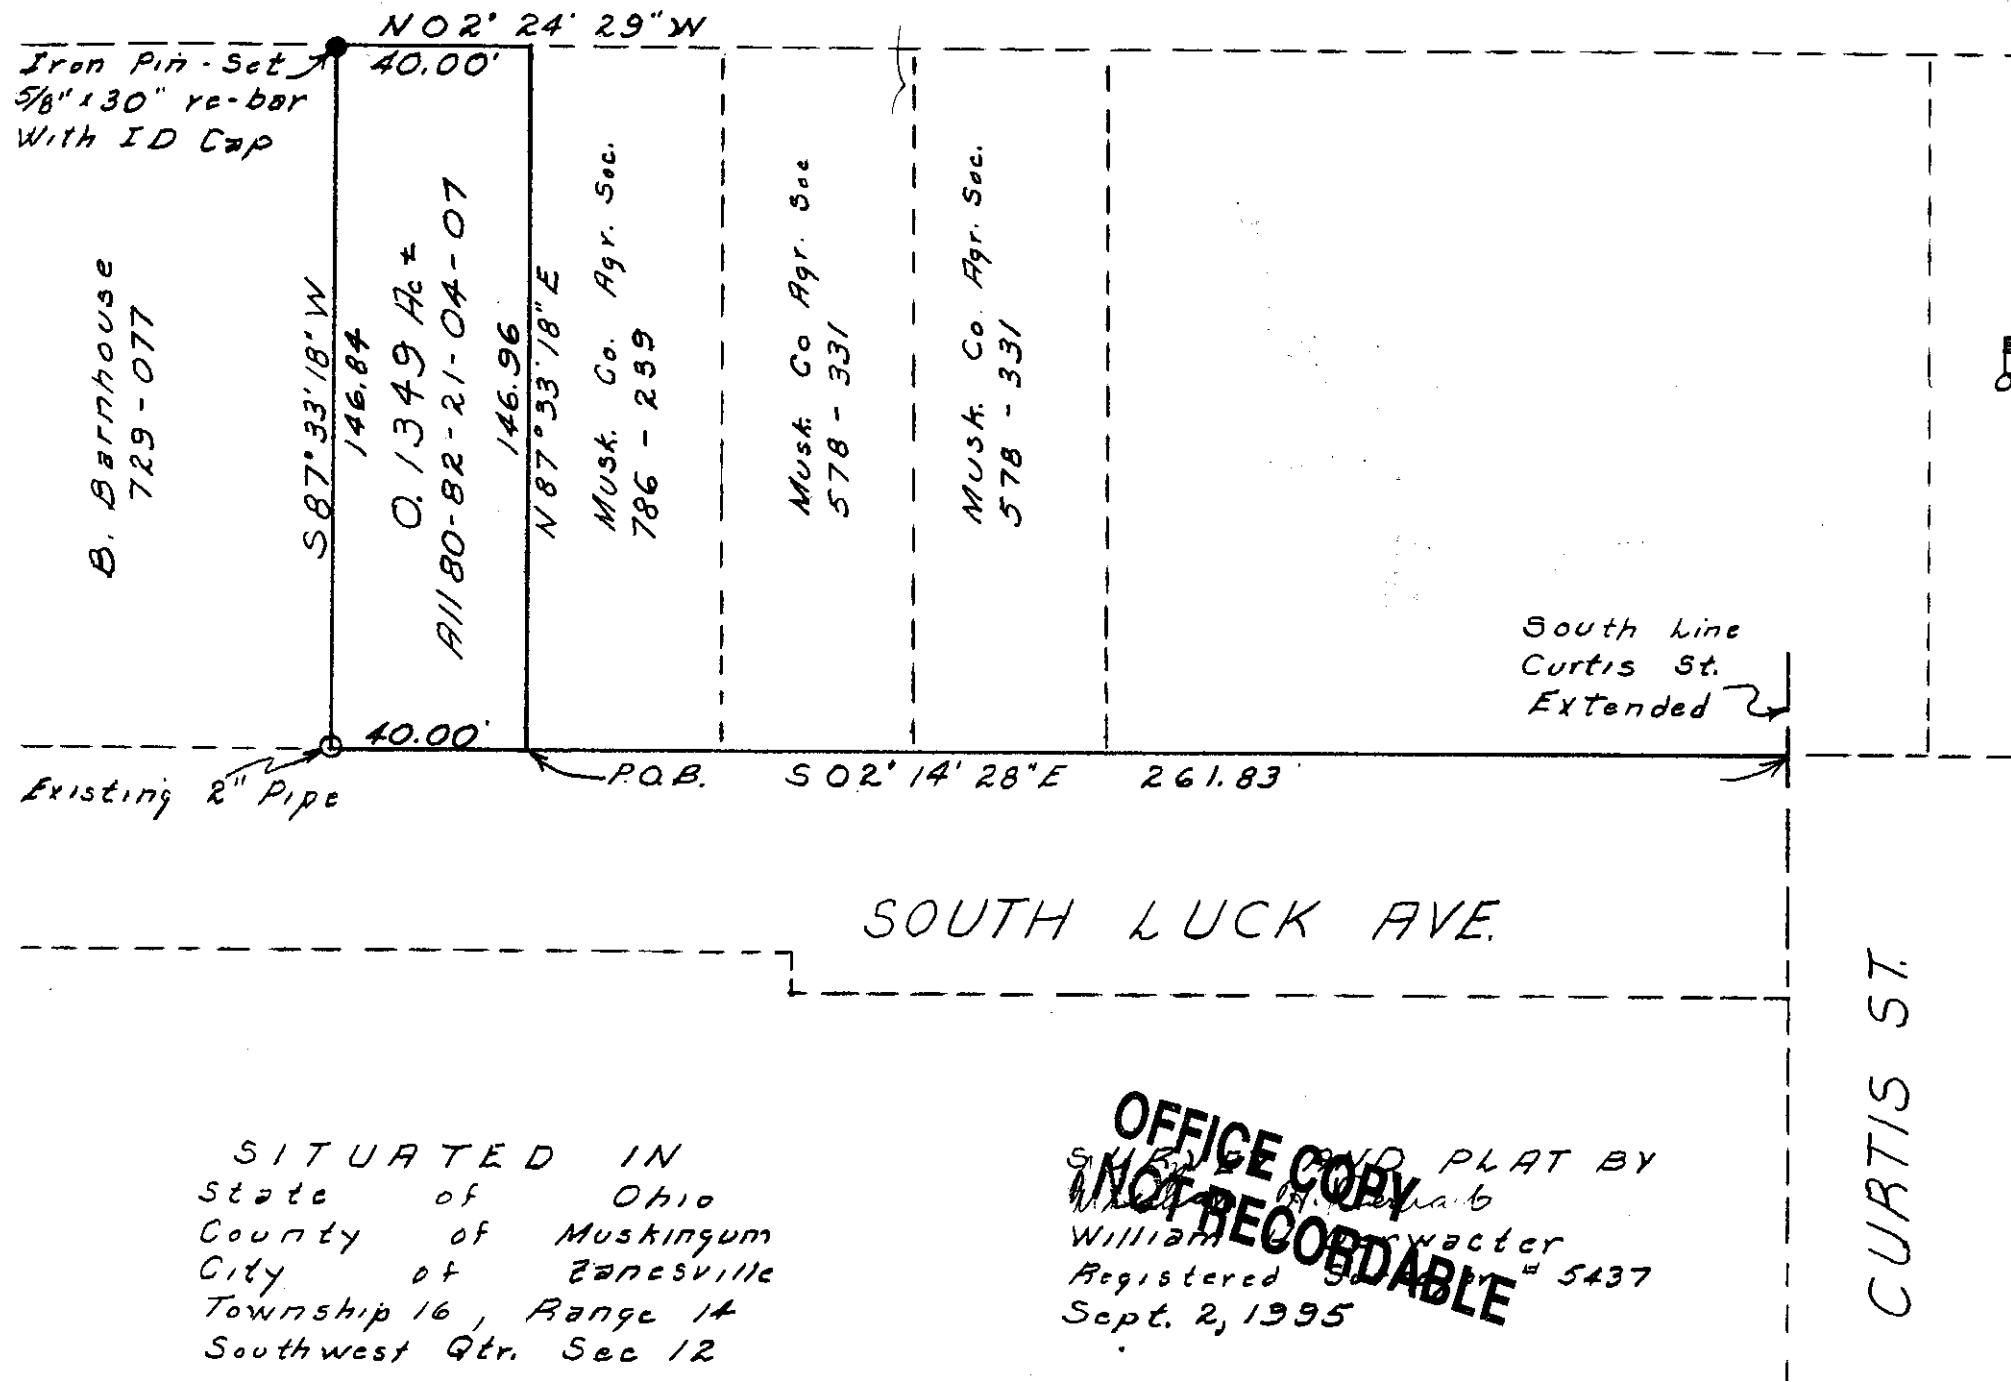 N 02° 24' 29" W
40.00'
Iron Pin - Set
5/8" x 30" re-bar
With ID Cap
B. Barnhouse
729 - 077
S 87° 33' 18" W
146.84
0.1349 Ac ±
All 80-82-21-04-07
146.96
N 87° 33' 18" E
Musk. Co. Agr. Soc.
786 - 239
Musk. Co Agr. Soc
578 - 331
Musk. Co. Agr. Soc.
578 - 331
South Line
Curtis St.
Extended
40.00'
Existing 2" Pipe
P.O.B.
S 02° 14' 28" E 261.83'
SOUTH LUCK AVE.
CURTIS ST.
SITUATED IN
State of Ohio
County of Muskingum
City of Zanesville
Township 16, Range 14
Southwest Qtr. Sec 12
OFFICE COPY
NOT RECORDABLE
SURVEY AND PLAT BY
William
Registered Surveyor # 5437
Sept. 2, 1995